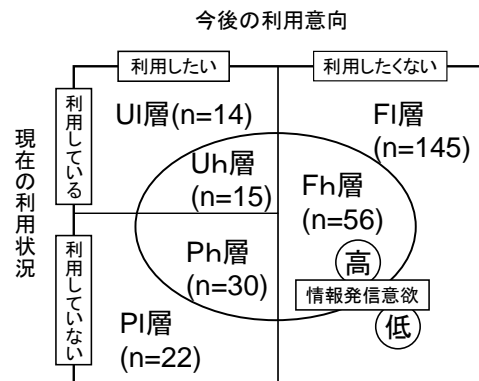 今後の利用意向
利用したい
利用したくない
現在の利用状況
利用している
利用していない
Ul層(n=14)
Fl層
(n=145)
Uh層
(n=15)
Fh層
(n=56)
Ph層
(n=30)
高
情報発信意欲
低
Pl層
(n=22)